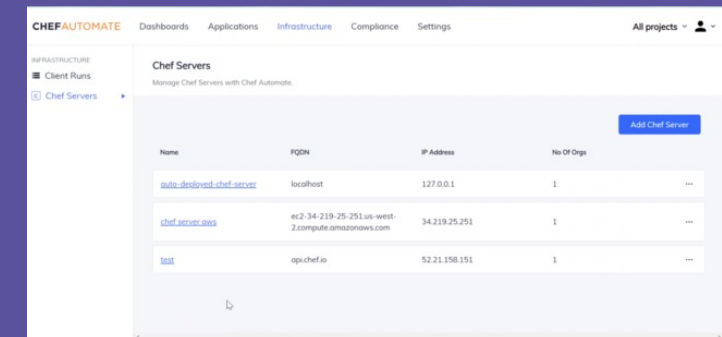 CHEFAUTOMATE Dashboards Applications Infrastructure Compliance Settings All projects
INFRASTRUCTURE
Client Runs
Chef Servers
Chef Servers
Manage Chef Servers with Chef Automate.
Add Chef Server
Name FQDN IP Address No Of Orgs
auto-deployed-chef-server localhost 127.0.0.1 1 ...
chef server aws ec2-34-219-25-251.us-west-
2.compute.amazonaws.com 34.219.25.251 1 ...
test api.chef.io 52.21.158.151 1 ...